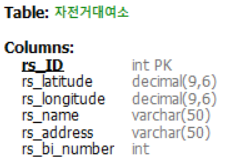 Table: 자전거대여소
Columns:
rs_ID int PK
rs_latitude decimal(9,6)
rs_longitude decimal(9,6)
rs_name varchar(50)
rs_address varchar(50)
rs_bi_number int